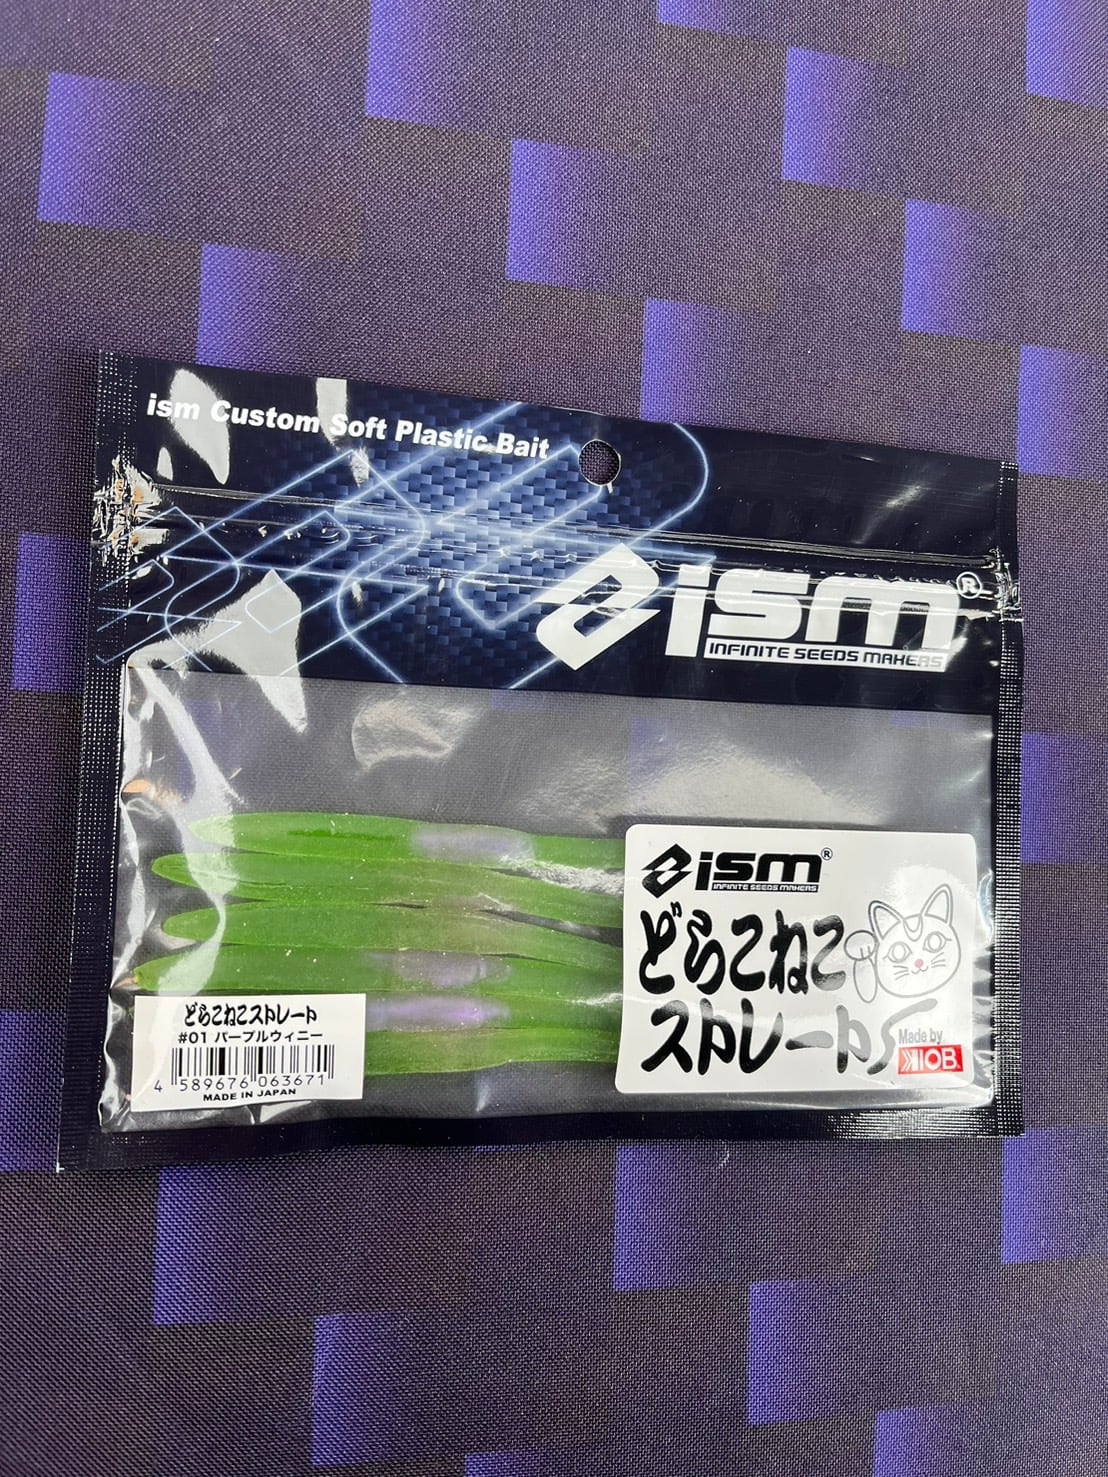 ism Custom Soft Plastic Bait
ism®
INFINITE SEEDS MAKERS
ism®
INFINITE SEEDS MAKERS
どらこねこ
ストレート
Made by
KIOB
どらこねこストレート
#01 パープルウィニー
4 589676 063671
MADE IN JAPAN